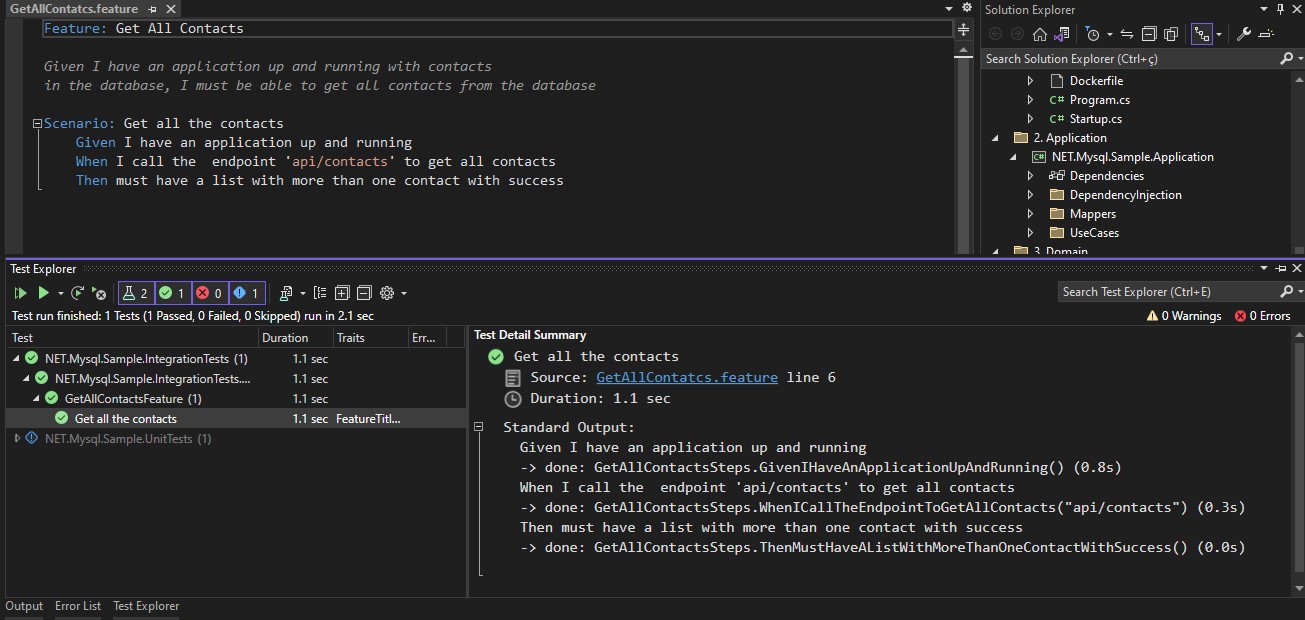 GetAllContatcs.feature
Feature: Get All Contacts
Given I have an application up and running with contacts
in the database, I must be able to get all contacts from the database
Scenario: Get all the contacts
Given I have an application up and running
When I call the  endpoint 'api/contacts' to get all contacts
Then must have a list with more than one contact with success
Solution Explorer
Search Solution Explorer (Ctrl+ç)
Dockerfile
C# Program.cs
C# Startup.cs
2. Application
C# NET.Mysql.Sample.Application
Dependencies
DependencyInjection
Mappers
UseCases
3. Domain
Test Explorer
2 1 0 1
Search Test Explorer (Ctrl+E)
Test run finished: 1 Tests (1 Passed, 0 Failed, 0 Skipped) run in 2.1 sec
0 Warnings 0 Errors
Test Duration Traits Err...
NET.Mysql.Sample.IntegrationTests (1) 1.1 sec
NET.Mysql.Sample.IntegrationTests.... 1.1 sec
GetAllContactsFeature (1) 1.1 sec
Get all the contacts 1.1 sec FeatureTitl...
NET.Mysql.Sample.UnitTests (1)
Test Detail Summary
Get all the contacts
Source: GetAllContatcs.feature line 6
Duration: 1.1 sec
Standard Output:
Given I have an application up and running
-> done: GetAllContactsSteps.GivenIHaveAnApplicationUpAndRunning() (0.8s)
When I call the  endpoint 'api/contacts' to get all contacts
-> done: GetAllContactsSteps.WhenICallTheEndpointToGetAllContacts("api/contacts") (0.3s)
Then must have a list with more than one contact with success
-> done: GetAllContactsSteps.ThenMustHaveAListWithMoreThanOneContactWithSuccess() (0.0s)
Output Error List Test Explorer